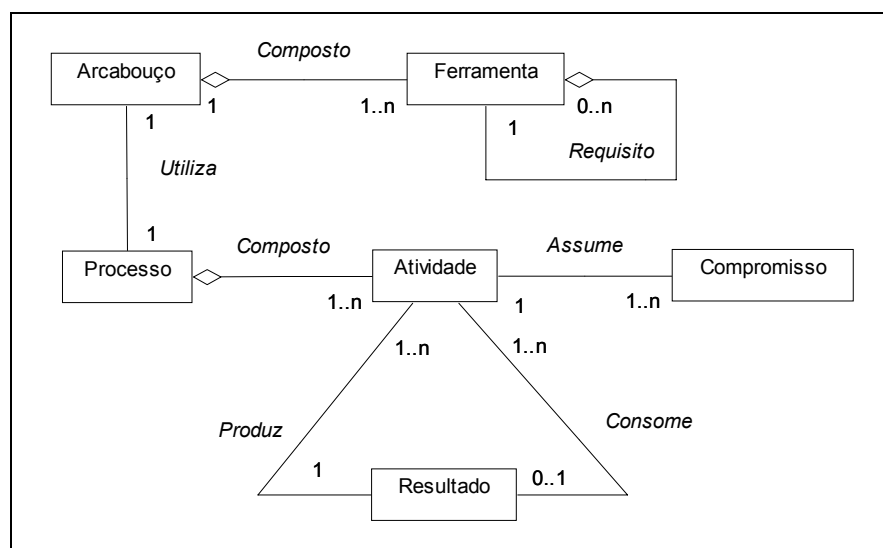 Composto
Arcabouço
Ferramenta
1
1..n
0..n
1
1
Requisito
Utiliza
1
Composto
Assume
Processo
Atividade
Compromisso
1..n
1
1..n
1..n
1..n
Produz
Consome
1
Resultado
0..1